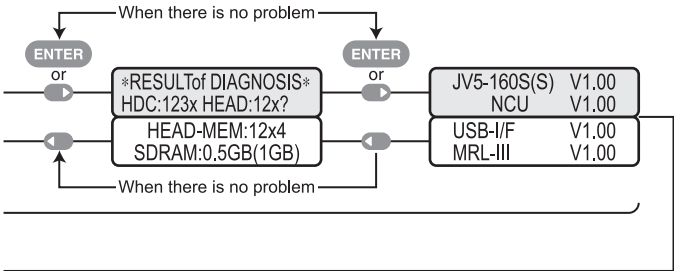 When there is no problem
ENTER
or
ENTER
or
*RESULTof DIAGNOSIS*
HDC:123x HEAD:12x?
HEAD-MEM:12x4
SDRAM:0.5GB(1GB)
JV5-160S(S) V1.00
NCU V1.00
USB-I/F V1.00
MRL-III V1.00
When there is no problem